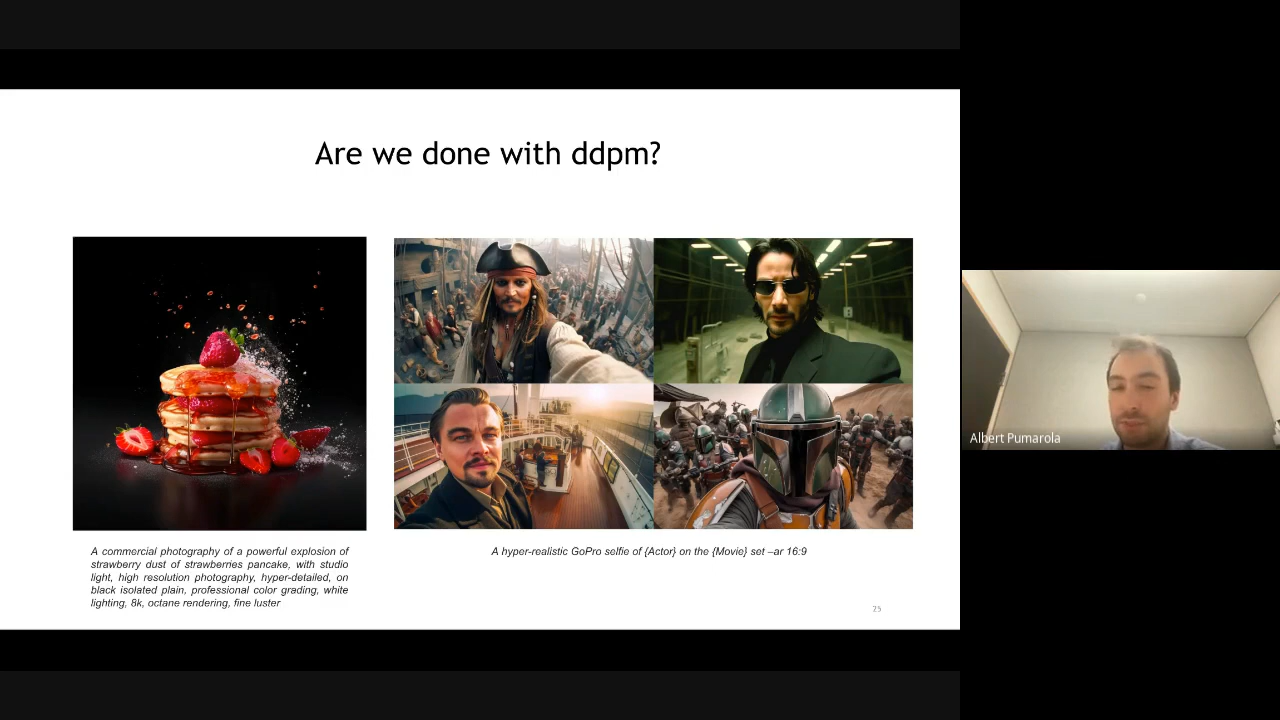 Are we done with ddpm?
A commercial photography of a powerful explosion of
strawberry dust of strawberries pancake, with studio
light, high resolution photography, hyper-detailed, on
black isolated plain, professional color grading, white
lighting, 8k, octane rendering, fine luster
A hyper-realistic GoPro selfie of {Actor} on the {Movie} set –ar 16:9
75
Albert Pumarola